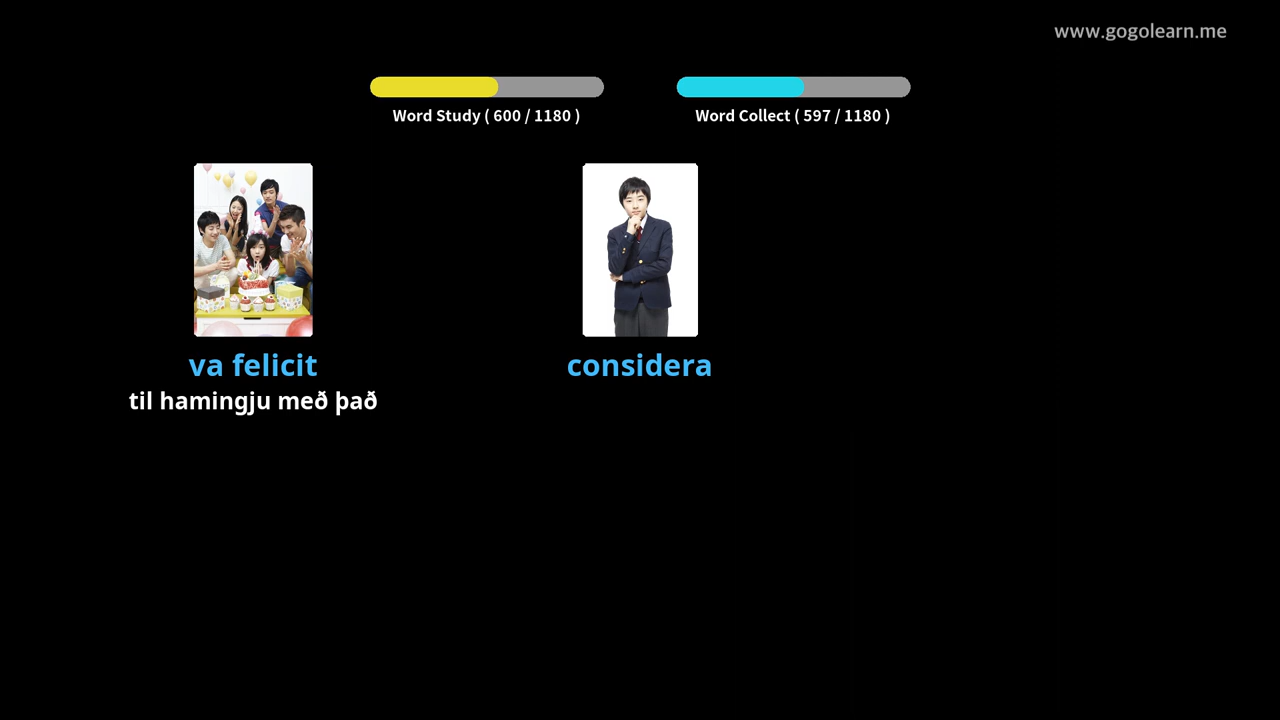 www.gogolearn.me
Word Study ( 600 / 1180 )
Word Collect ( 597 / 1180 )
va felicit
considera
til hamingju með það